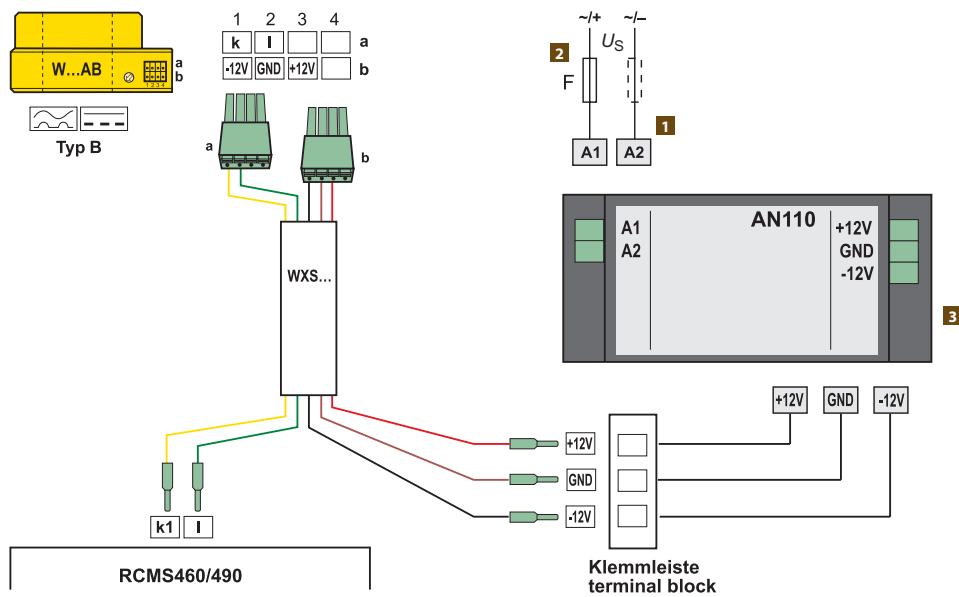 W...AB
a
b
1 2 3 4
Typ B
1 2 3 4
k l a
-12V GND +12V b
a
b
WXS...
k1 l
RCMS460/490
~/+ ~/–
2
US
F
1
A1 A2
AN110
A1
A2
+12V
GND
-12V
3
+12V GND -12V
+12V
GND
-12V
Klemmleiste
terminal block